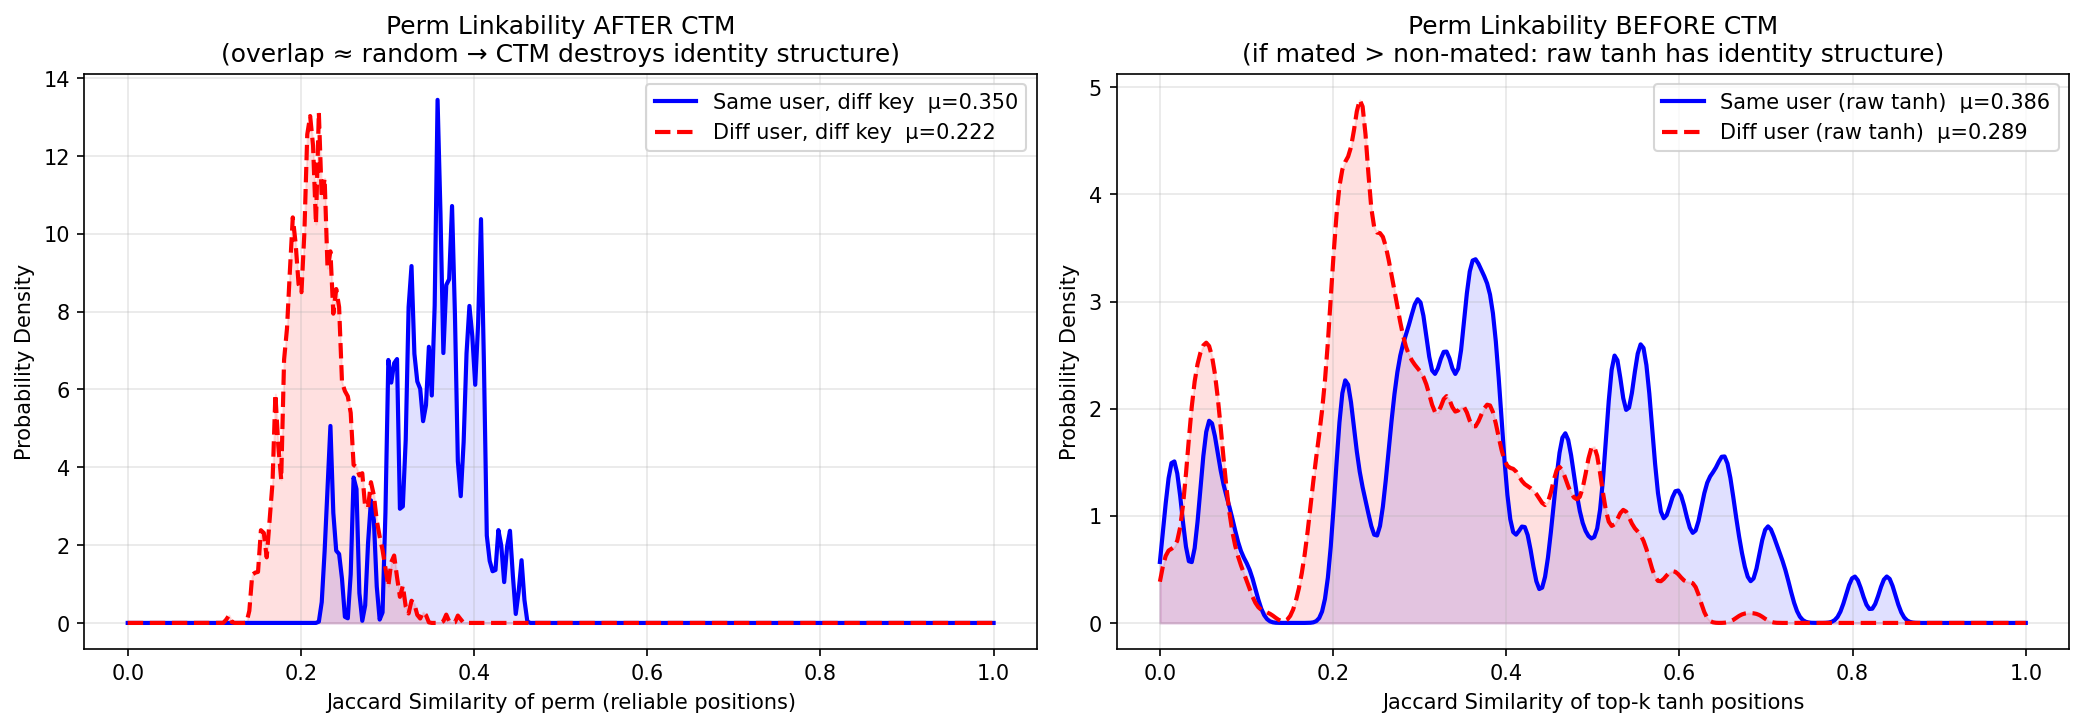 Perm Linkability AFTER CTM
(overlap ≈ random → CTM destroys identity structure)
Same user, diff key  μ=0.350
Diff user, diff key  μ=0.222
Probability Density
14
12
10
8
6
4
2
0
0.0 0.2 0.4 0.6 0.8 1.0
Jaccard Similarity of perm (reliable positions)
Perm Linkability BEFORE CTM
(if mated > non-mated: raw tanh has identity structure)
Same user (raw tanh)  μ=0.386
Diff user (raw tanh)  μ=0.289
Probability Density
5
4
3
2
1
0
0.0 0.2 0.4 0.6 0.8 1.0
Jaccard Similarity of top-k tanh positions